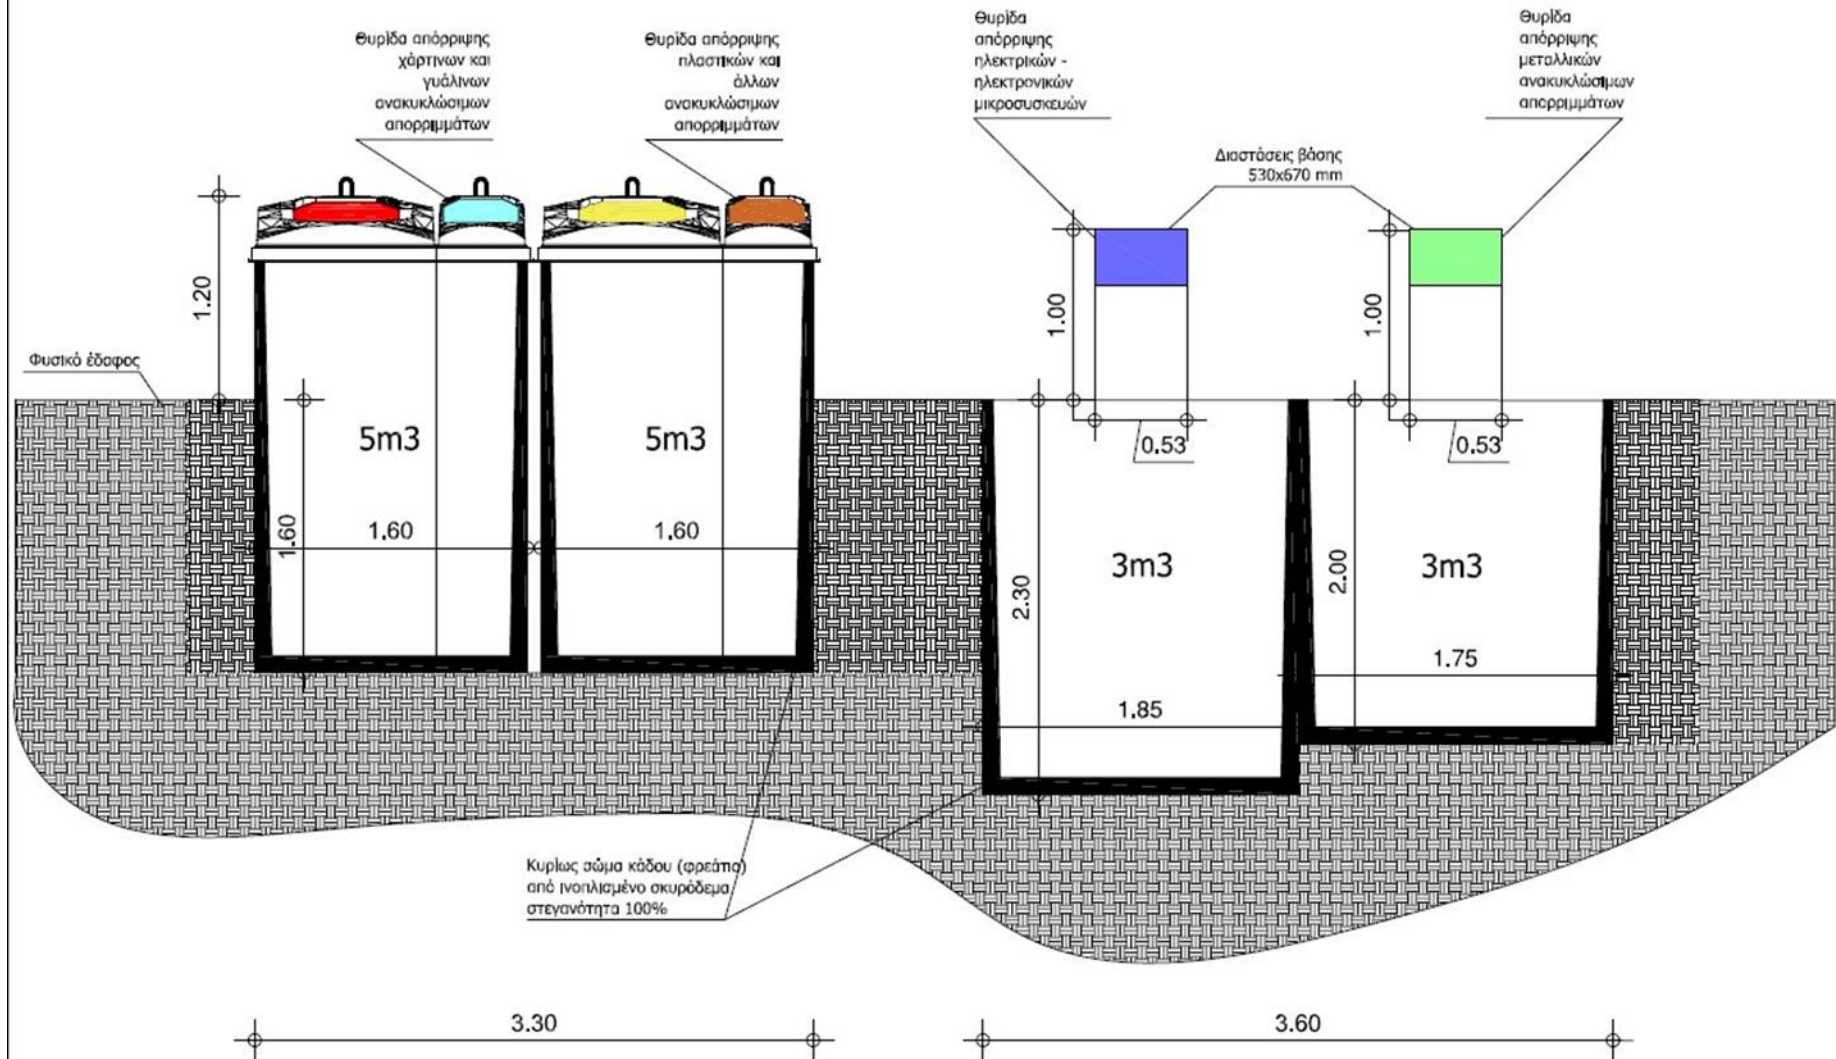 Θυρίδα απόρριψης
χάρτινων και
γυάλινων
ανακυκλώσιμων
απορριμμάτων
Θυρίδα απόρριψης
πλαστικών και
άλλων
ανακυκλώσιμων
απορριμμάτων
Θυρίδα
απόρριψης
ηλεκτρικών -
ηλεκτρονικών
μικροσυσκευών
Θυρίδα
απόρριψης
μεταλλικών
ανακυκλώσιμων
απορριμμάτων
Διαστάσεις βάσης
530x670 mm
1.20
1.00
1.00
Φυσικό έδαφος
5m3
5m3
0.53
0.53
1.60
1.60
1.60
2.30
3m3
2.00
3m3
1.75
1.85
Κυρίως σώμα κάδου (φρεάτιο)
από ινοπλισμένο σκυρόδεμα
στεγανότητα 100%
3.30
3.60